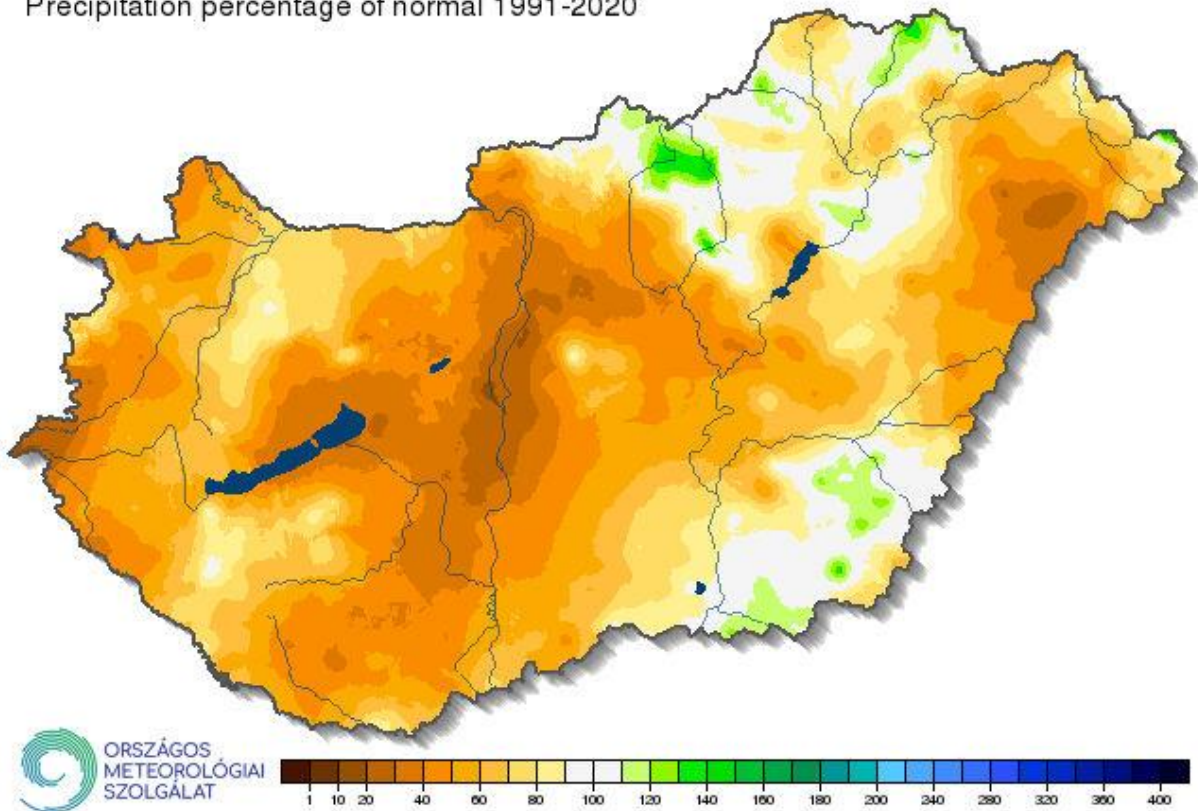 Precipitation percentage of normal 1991-2020
ORSZÁGOS
METEOROLÓGIAI
SZOLGÁLAT
1 10 20 40 60 80 100 120 140 160 180 200 240 280 320 360 400